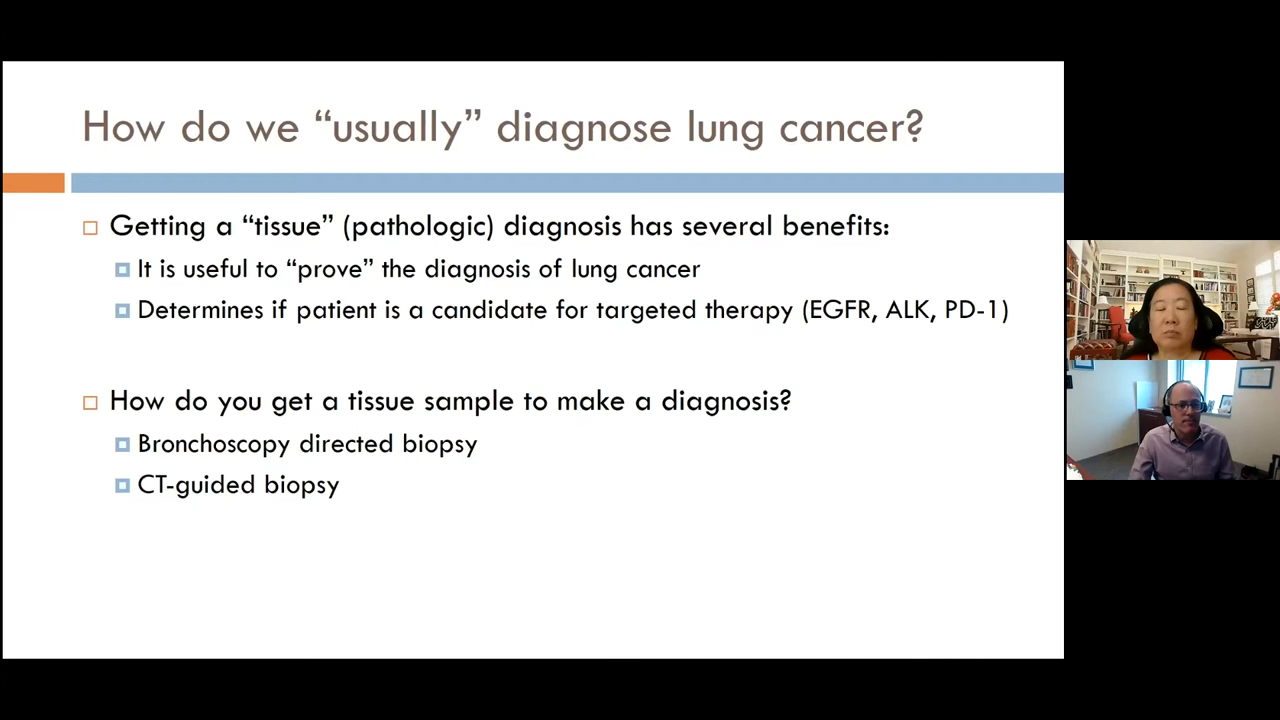 How do we “usually” diagnose lung cancer?
Getting a “tissue” (pathologic) diagnosis has several benefits:
It is useful to “prove” the diagnosis of lung cancer
Determines if patient is a candidate for targeted therapy (EGFR, ALK, PD-1)
How do you get a tissue sample to make a diagnosis?
Bronchoscopy directed biopsy
CT-guided biopsy